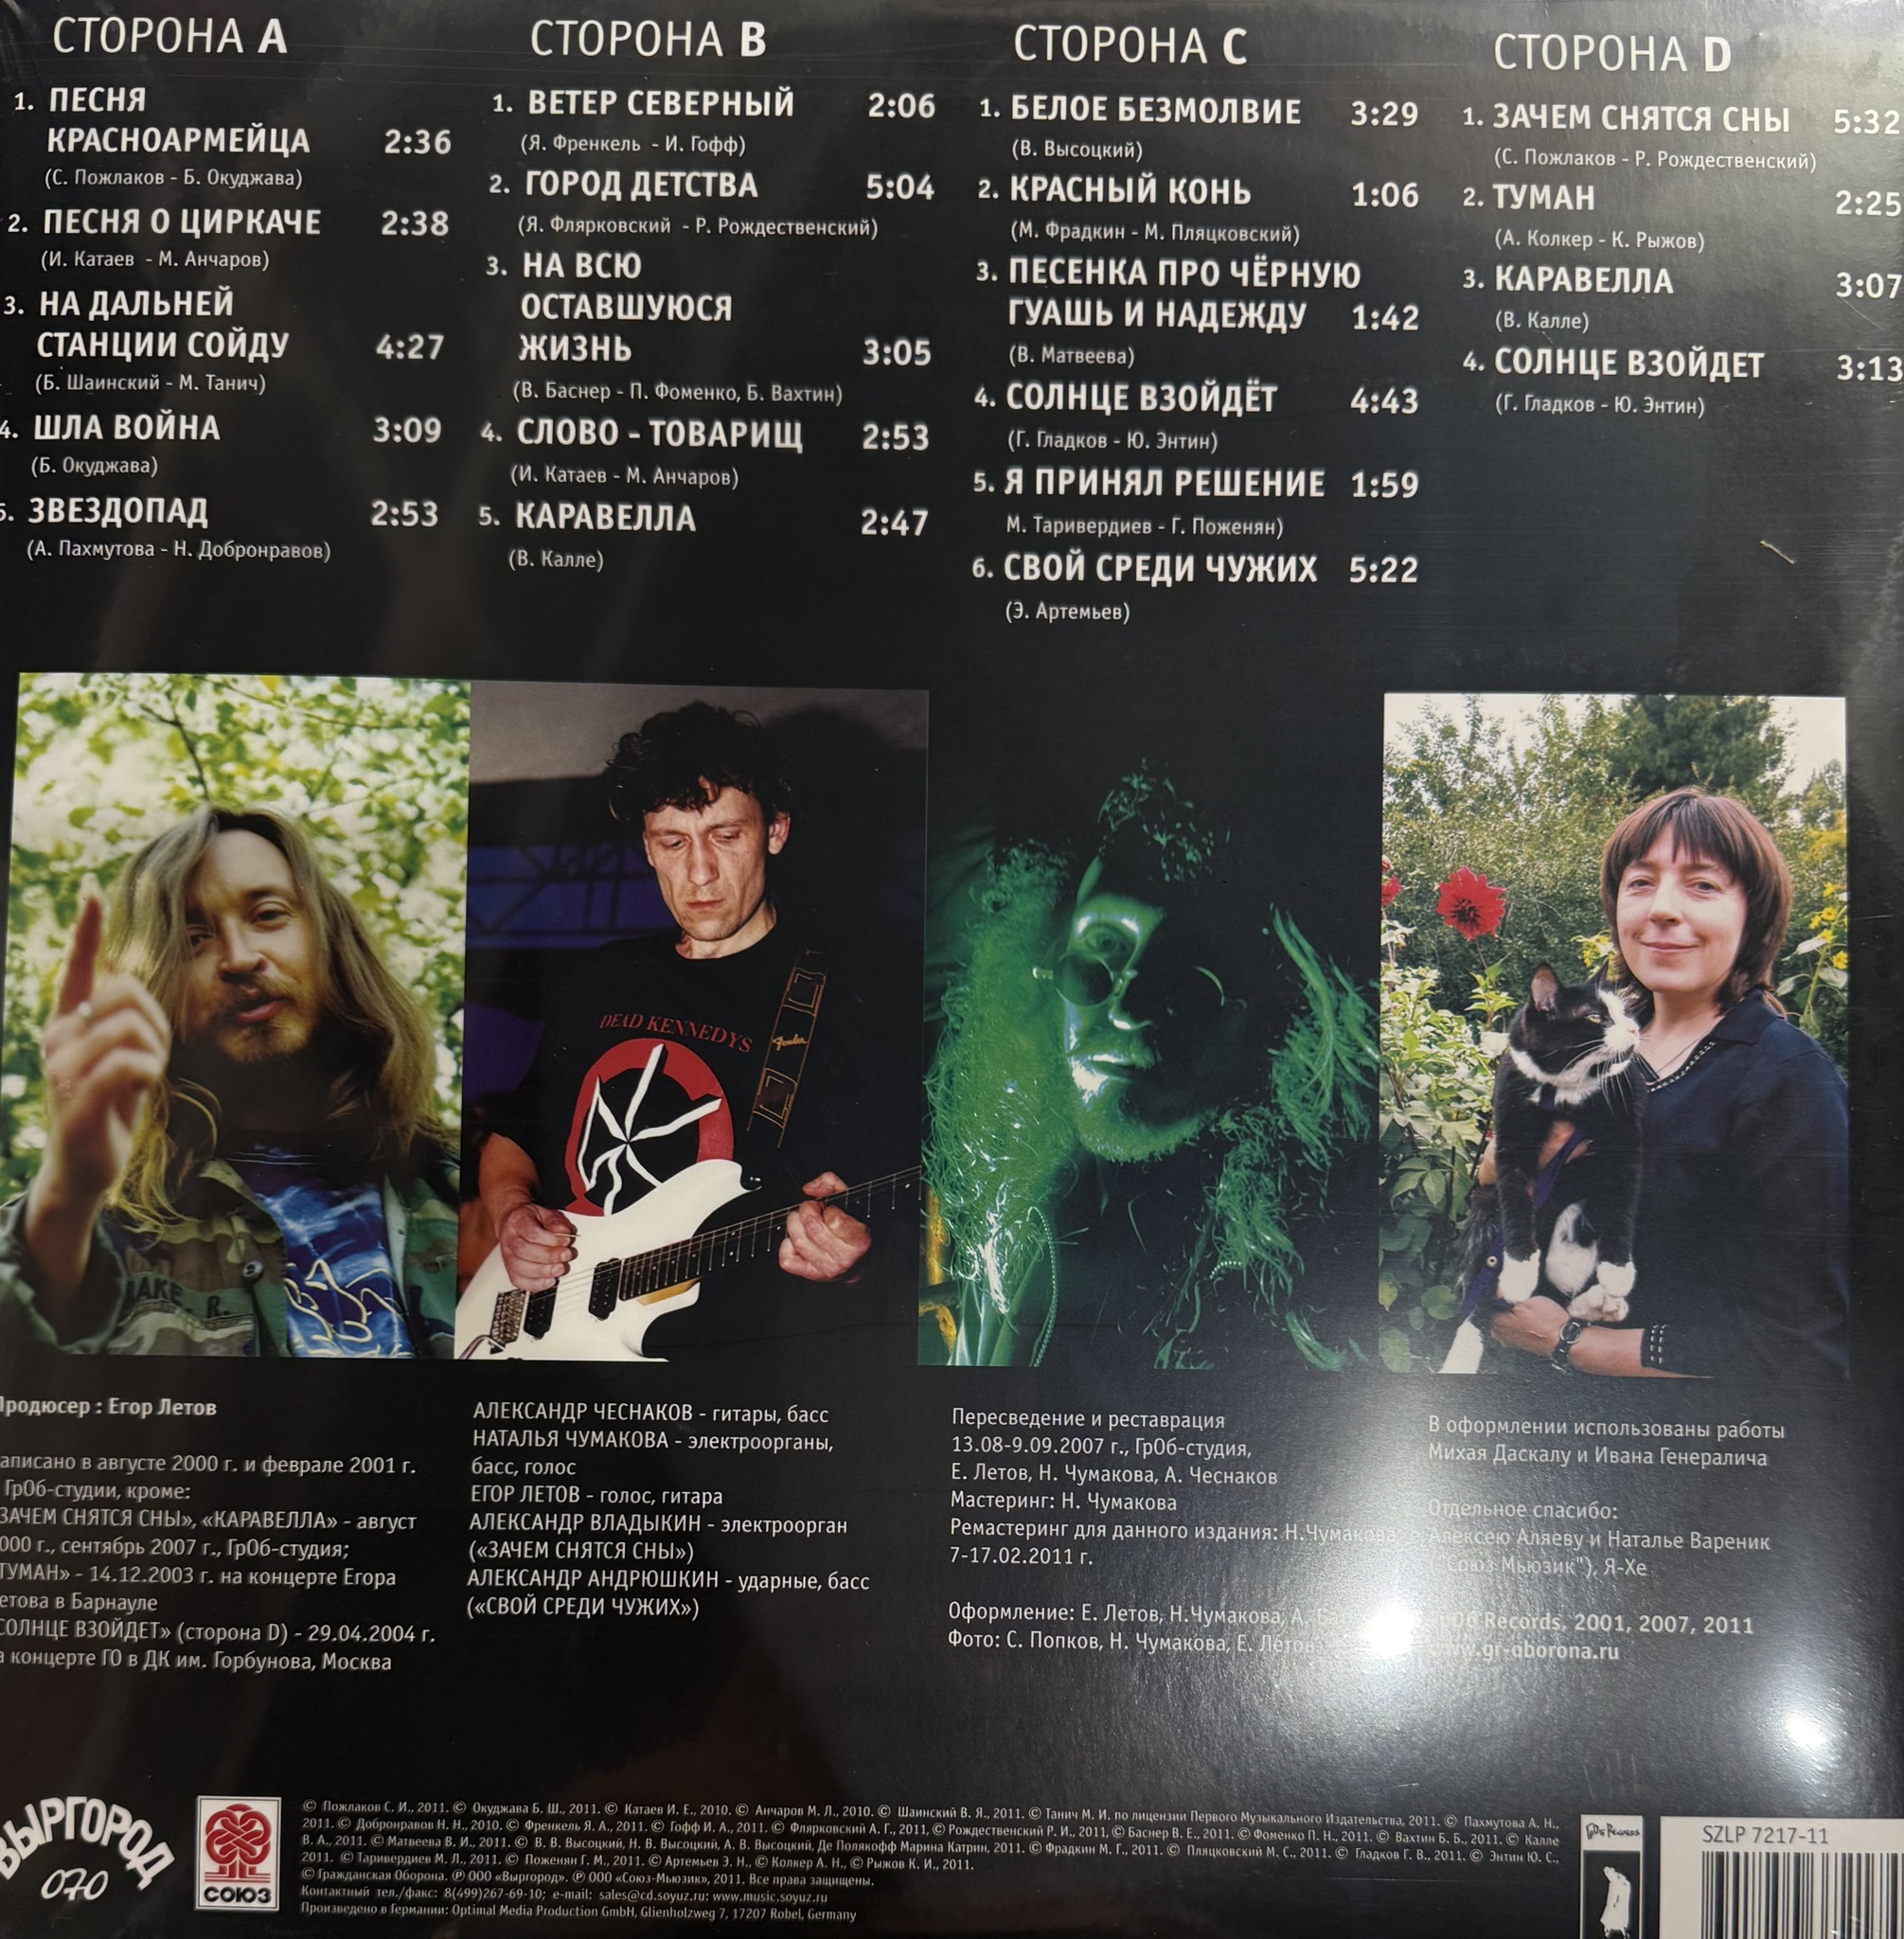 СТОРОНА A
1. ПЕСНЯ
КРАСНОАРМЕЙЦА 2:36
(С. Пожлаков - Б. Окуджава)
2. ПЕСНЯ О ЦИРКАЧЕ 2:38
(И. Катаев - М. Анчаров)
3. НА ДАЛЬНЕЙ
СТАНЦИИ СОЙДУ 4:27
(Б. Шаинский - М. Танич)
4. ШЛА ВОЙНА 3:09
(Б. Окуджава)
5. ЗВЕЗДОПАД 2:53
(А. Пахмутова - Н. Добронравов)
СТОРОНА B
1. ВЕТЕР СЕВЕРНЫЙ 2:06
(Я. Френкель - И. Гофф)
2. ГОРОД ДЕТСТВА 5:04
(Я. Флярковский - Р. Рождественский)
3. НА ВСЮ
ОСТАВШУЮСЯ
ЖИЗНЬ 3:05
(В. Баснер - П. Фоменко, Б. Вахтин)
4. СЛОВО - ТОВАРИЩ 2:53
(И. Катаев - М. Анчаров)
5. КАРАВЕЛЛА 2:47
(В. Калле)
СТОРОНА C
1. БЕЛОЕ БЕЗМОЛВИЕ 3:29
(В. Высоцкий)
2. КРАСНЫЙ КОНЬ 1:06
(М. Фрадкин - М. Пляцковский)
3. ПЕСЕНКА ПРО ЧЁРНУЮ
ГУАШЬ И НАДЕЖДУ 1:42
(В. Матвеева)
4. СОЛНЦЕ ВЗОЙДЁТ 4:43
(Г. Гладков - Ю. Энтин)
5. Я ПРИНЯЛ РЕШЕНИЕ 1:59
М. Таривердиев - Г. Поженян)
6. СВОЙ СРЕДИ ЧУЖИХ 5:22
(Э. Артемьев)
СТОРОНА D
1. ЗАЧЕМ СНЯТСЯ СНЫ 5:32
(С. Пожлаков - Р. Рождественский)
2. ТУМАН 2:25
(А. Колкер - К. Рыжов)
3. КАРАВЕЛЛА 3:07
(В. Калле)
4. СОЛНЦЕ ВЗОЙДЕТ 3:13
(Г. Гладков - Ю. Энтин)
DEAD KENNEDYS
Fender
Продюсер : Егор Летов
аписано в августе 2000 г. и феврале 2001 г.
ГрОб-студии, кроме:
ЗАЧЕМ СНЯТСЯ СНЫ», «КАРАВЕЛЛА» - август
000 г., сентябрь 2007 г., ГрОб-студия;
ТУМАН» - 14.12.2003 г. на концерте Егора
етова в Барнауле
СОЛНЦЕ ВЗОЙДЕТ» (сторона D) - 29.04.2004 г.
а концерте ГО в ДК им. Горбунова, Москва
АЛЕКСАНДР ЧЕСНАКОВ - гитары, басс
НАТАЛЬЯ ЧУМАКОВА - электроорганы,
басс, голос
ЕГОР ЛЕТОВ - голос, гитара
АЛЕКСАНДР ВЛАДЫКИН - электроорган
(«ЗАЧЕМ СНЯТСЯ СНЫ»)
АЛЕКСАНДР АНДРЮШКИН - ударные, басс
(«СВОЙ СРЕДИ ЧУЖИХ»)
Пересведение и реставрация
13.08-9.09.2007 г., ГрОб-студия,
Е. Летов, Н. Чумакова, А. Чеснаков
Мастеринг: Н. Чумакова
Ремастеринг для данного издания: Н.Чумакова
7-17.02.2011 г.
Оформление: Е. Летов, Н.Чумакова, А.
Фото: С. Попков, Н. Чумакова, Е. Летов
В оформлении использованы работы
Михая Даскалу и Ивана Генералича
Отдельное спасибо:
Алексею Аляеву и Наталье Вареник
("Союз Мьюзик"), Я-Хе
Records, 2001, 2007, 2011
www.gr-oborona.ru
ВЫРГОРОД
070
СОЮЗ
© Пожлаков С. И., 2011. © Окуджава Б. Ш., 2011. © Катаев И. Е., 2010. © Анчаров М. Л., 2010. © Шаинский В. Я., 2011. © Танич М. И. по лицензии Первого Музыкального Издательства, 2011. © Пахмутова А. Н.,
2011. © Добронравов Н. Н., 2010. © Френкель Я. А., 2011. © Гофф И. А., 2011. © Флярковский А. Г., 2011, © Рождественский Р. И., 2011, © Баснер В. Е., 2011. © Фоменко П. Н., 2011. © Вахтин Б. Б., 2011. © Калле
В. А., 2011. © Матвеева В. И., 2011. © В. В. Высоцкий, Н. В. Высоцкий, А. В. Высоцкий, Де Полякофф Марина Катрин, 2011. © Фрадкин М. Г., 2011. © Пляцковский М. С., 2011. © Гладков Г. В., 2011. © Энтин Ю. С.,
2011. © Таривердиев М. Л., 2011. © Поженян Г. М., 2011. © Артемьев Э. Н., © Колкер А. Н., © Рыжов К. И., 2011.
© Гражданская Оборона. ℗ ООО «Выргород». ℗ ООО «Союз-Мьюзик», 2011. Все права защищены.
Контактный тел./факс: 8(499)267-69-10; e-mail: sales@cd.soyuz.ru: www.music.soyuz.ru
Произведено в Германии: Optimal Media Production GmbH, Glienholzweg 7, 17207 Robel, Germany
SZLP 7217-11